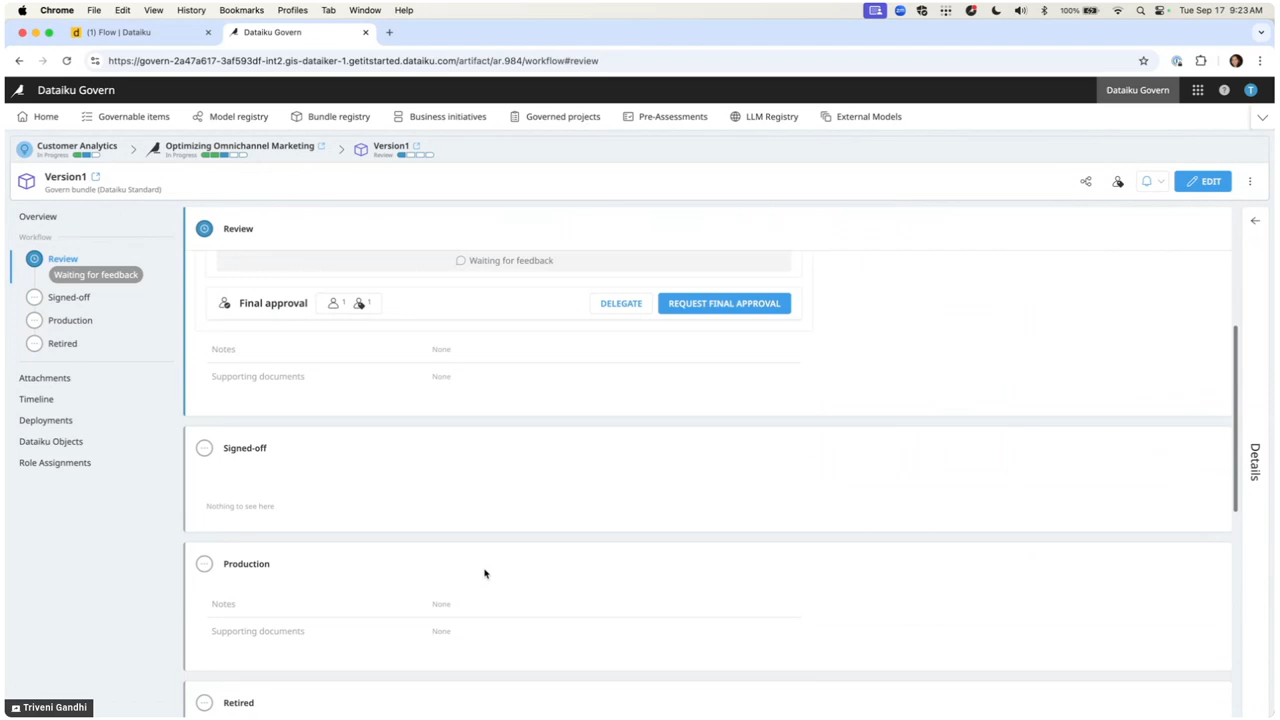 Chrome File Edit View History Bookmarks Profiles Tab Window Help 100% Tue Sep 17 9:23 AM
(1) Flow | Dataiku
Dataiku Govern
https://govern-2a47a617-3af593df-int2.gis-dataiker-1.getitstarted.dataiku.com/artifact/ar.984/workflow#review
Dataiku Govern
Dataiku Govern
T
Home
Governable items
Model registry
Bundle registry
Business initiatives
Governed projects
Pre-Assessments
LLM Registry
External Models
Customer Analytics
In Progress
Optimizing Omnichannel Marketing
In Progress
Version1
Review
Version1
Govern bundle (Dataiku Standard)
EDIT
Overview
Workflow
Review
Waiting for feedback
Signed-off
Production
Retired
Attachments
Timeline
Deployments
Dataiku Objects
Role Assignments
Review
Waiting for feedback
Final approval 1 1 DELEGATE REQUEST FINAL APPROVAL
Notes None
Supporting documents None
Signed-off
Nothing to see here
Production
Notes None
Supporting documents None
Retired
Details
Triveni Gandhi